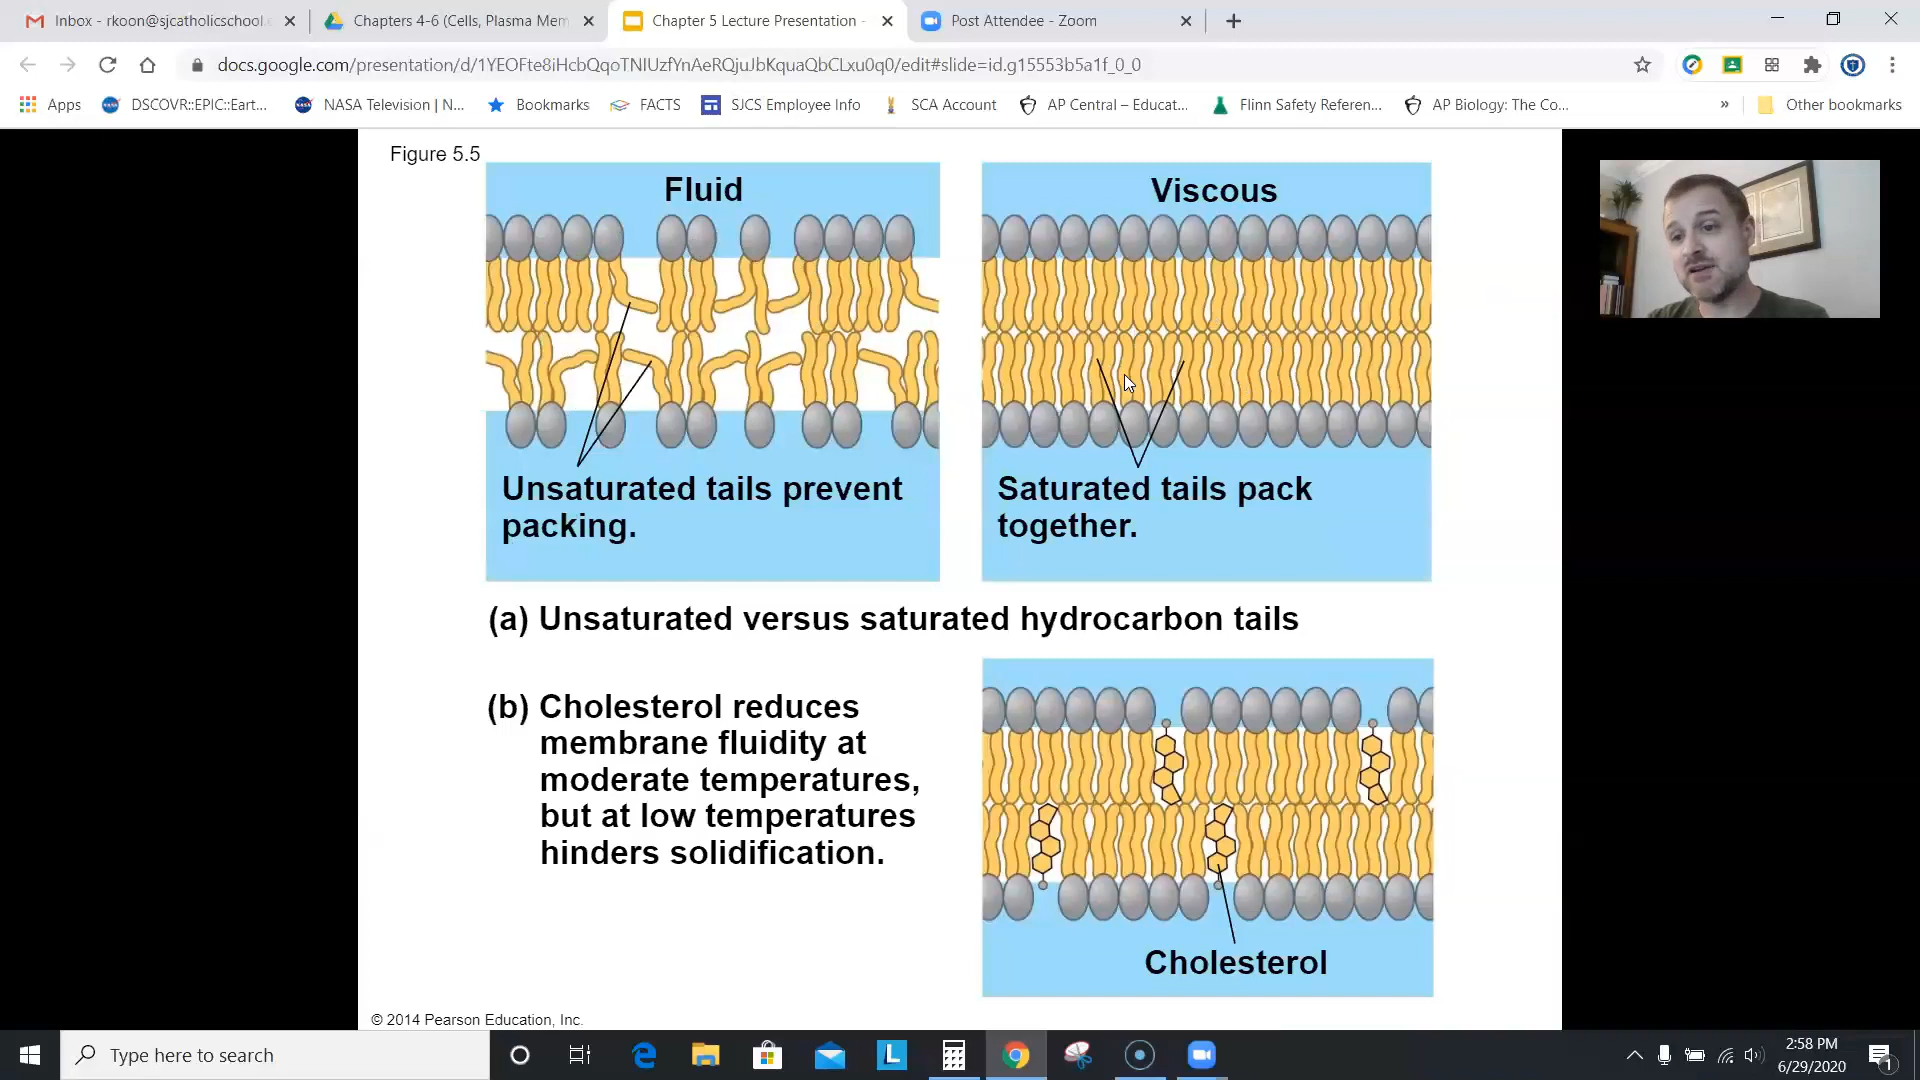 Inbox - rkoon@sjcatholicschool.
Chapters 4-6 (Cells, Plasma Mem
Chapter 5 Lecture Presentation -
Post Attendee - Zoom
docs.google.com/presentation/d/1YEOFte8iHcbQqoTNIUzfYnAeRQjuJbKquaQbCLxu0q0/edit#slide=id.g15553b5a1f_0_0
Apps
DSCOVR::EPIC::Eart...
NASA Television | N...
Bookmarks
FACTS
SJCS Employee Info
SCA Account
AP Central – Educat...
Flinn Safety Referen...
AP Biology: The Co...
»
Other bookmarks
Figure 5.5
Fluid
Viscous
Unsaturated tails prevent
packing.
Saturated tails pack
together.
(a) Unsaturated versus saturated hydrocarbon tails
(b) Cholesterol reduces
membrane fluidity at
moderate temperatures,
but at low temperatures
hinders solidification.
Cholesterol
© 2014 Pearson Education, Inc.
Type here to search
L
2:58 PM
6/29/2020
1